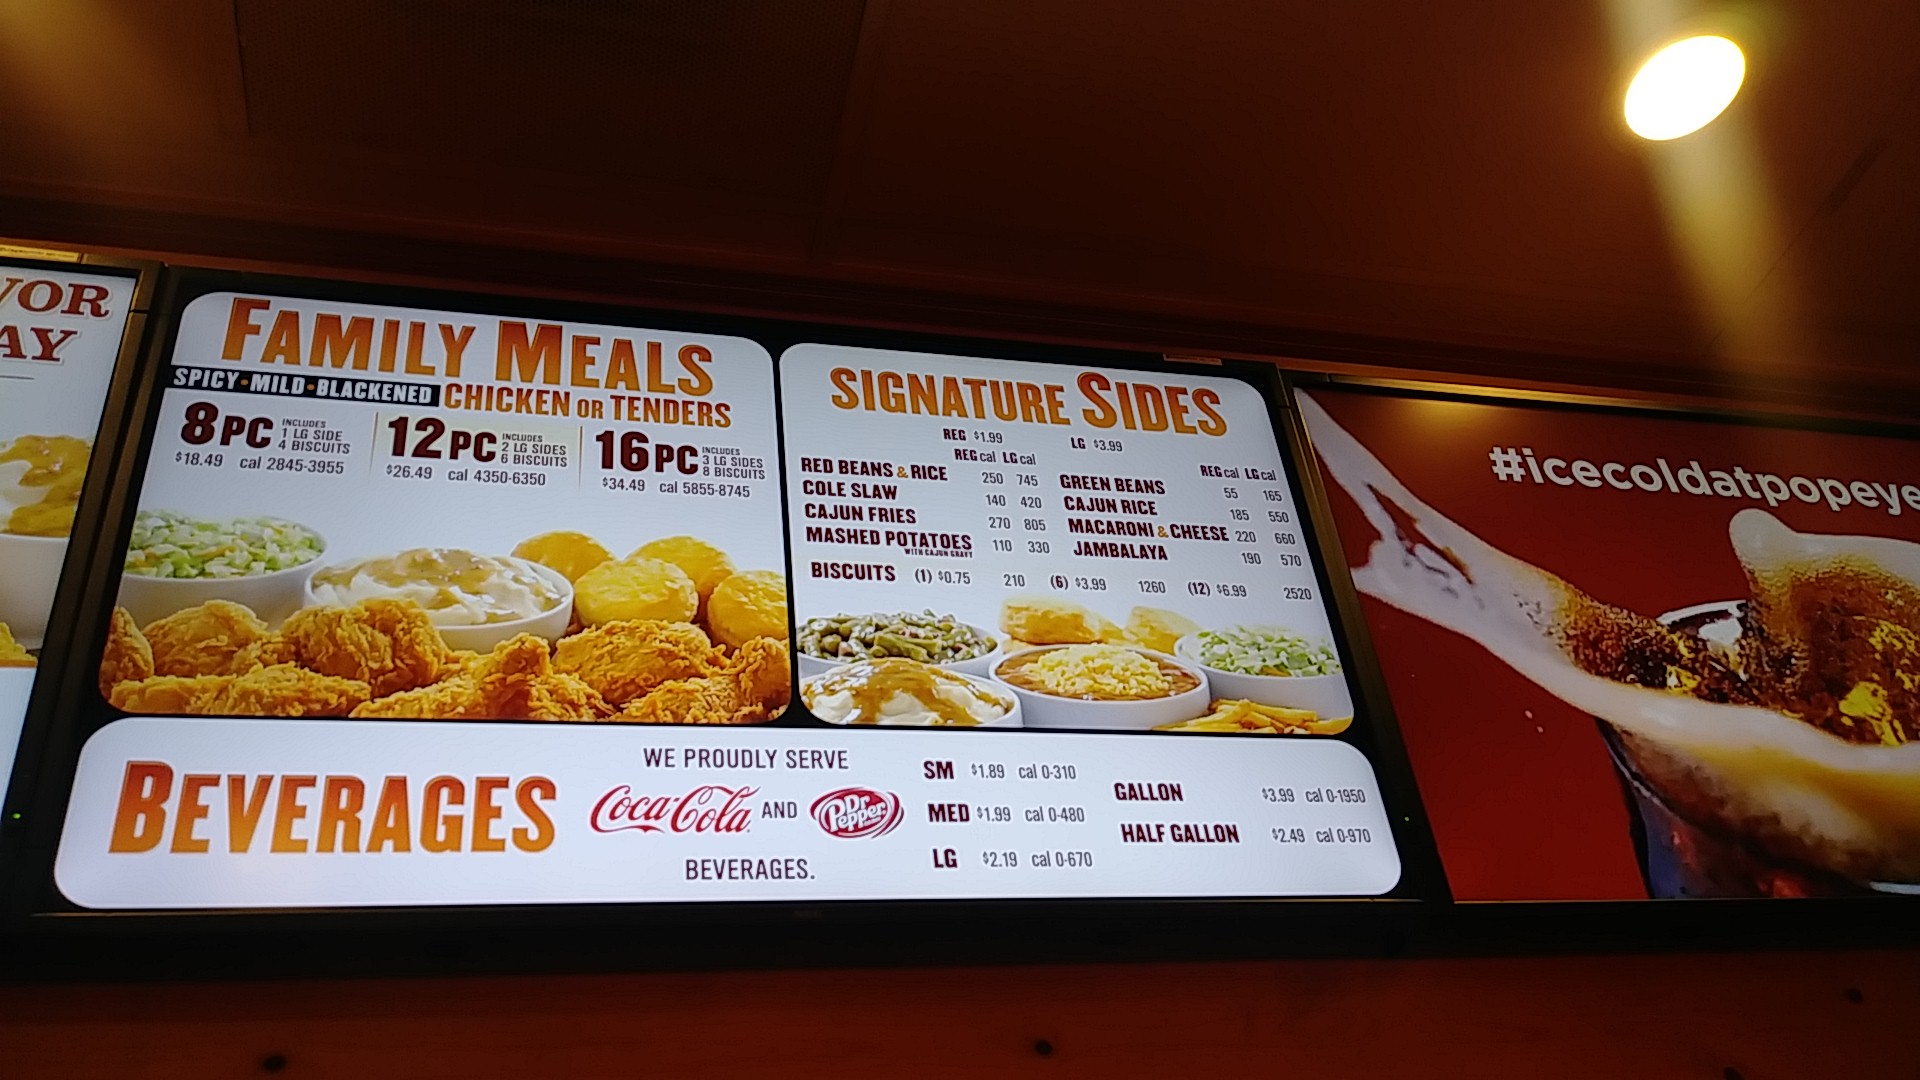 VOR
AY
FAMILY MEALS
SPICY•MILD•BLACKENED CHICKEN OR TENDERS
8PC INCLUDES
1 LG SIDE
4 BISCUITS
$18.49 cal 2845-3955
12PC INCLUDES
2 LG SIDES
6 BISCUITS
$26.49 cal 4350-6350
16PC INCLUDES
3 LG SIDES
8 BISCUITS
$34.49 cal 5855-8745
SIGNATURE SIDES
REG $1.99 LG $3.99
REG cal LG cal
RED BEANS & RICE 250 745
COLE SLAW 140 420
CAJUN FRIES 270 805
MASHED POTATOES 110 330
WITH CAJUN GRAVY
REG cal LG cal
GREEN BEANS 55 165
CAJUN RICE 185 550
MACARONI & CHEESE 220 660
JAMBALAYA 190 570
BISCUITS (1) $0.75 210 (6) $3.99 1260 (12) $6.99 2520
BEVERAGES
WE PROUDLY SERVE
Coca-Cola AND Dr Pepper
BEVERAGES.
SM $1.89 cal 0-310
MED $1.99 cal 0-480
LG $2.19 cal 0-670
GALLON $3.99 cal 0-1950
HALF GALLON $2.49 cal 0-970
#icecoldatpopeye